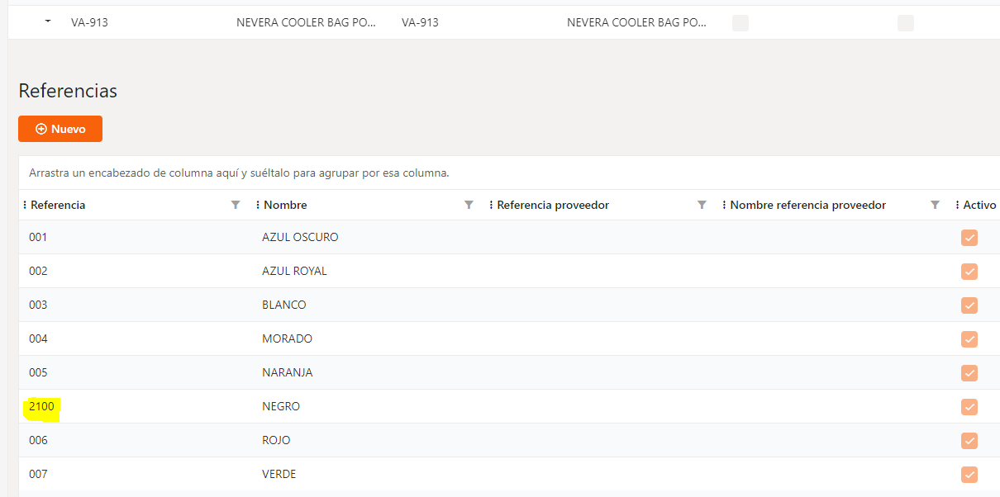 VA-913 NEVERA COOLER BAG PO... VA-913 NEVERA COOLER BAG PO...
Referencias
Nuevo
Arrastra un encabezado de columna aquí y suéltalo para agrupar por esa columna.
Referencia Nombre Referencia proveedor Nombre referencia proveedor Activo
001 AZUL OSCURO
002 AZUL ROYAL
003 BLANCO
004 MORADO
005 NARANJA
2100 NEGRO
006 ROJO
007 VERDE